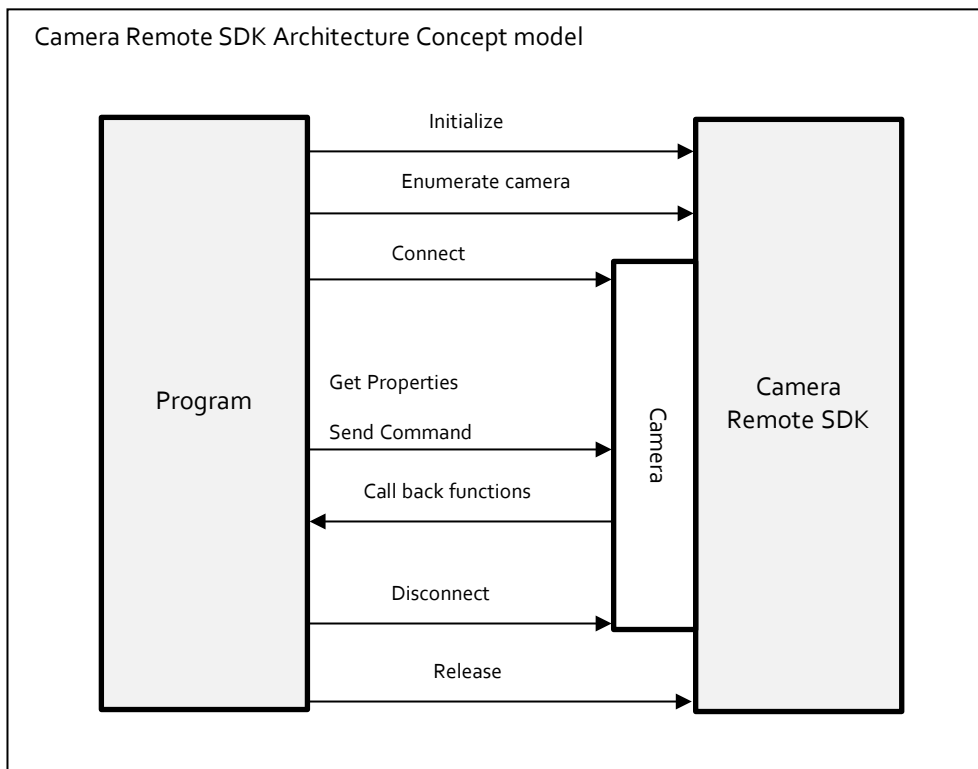 Camera Remote SDK Architecture Concept model
Initialize
Enumerate camera
Connect
Program
Get Properties
Send Command
Call back functions
Disconnect
Release
Camera
Camera
Remote SDK